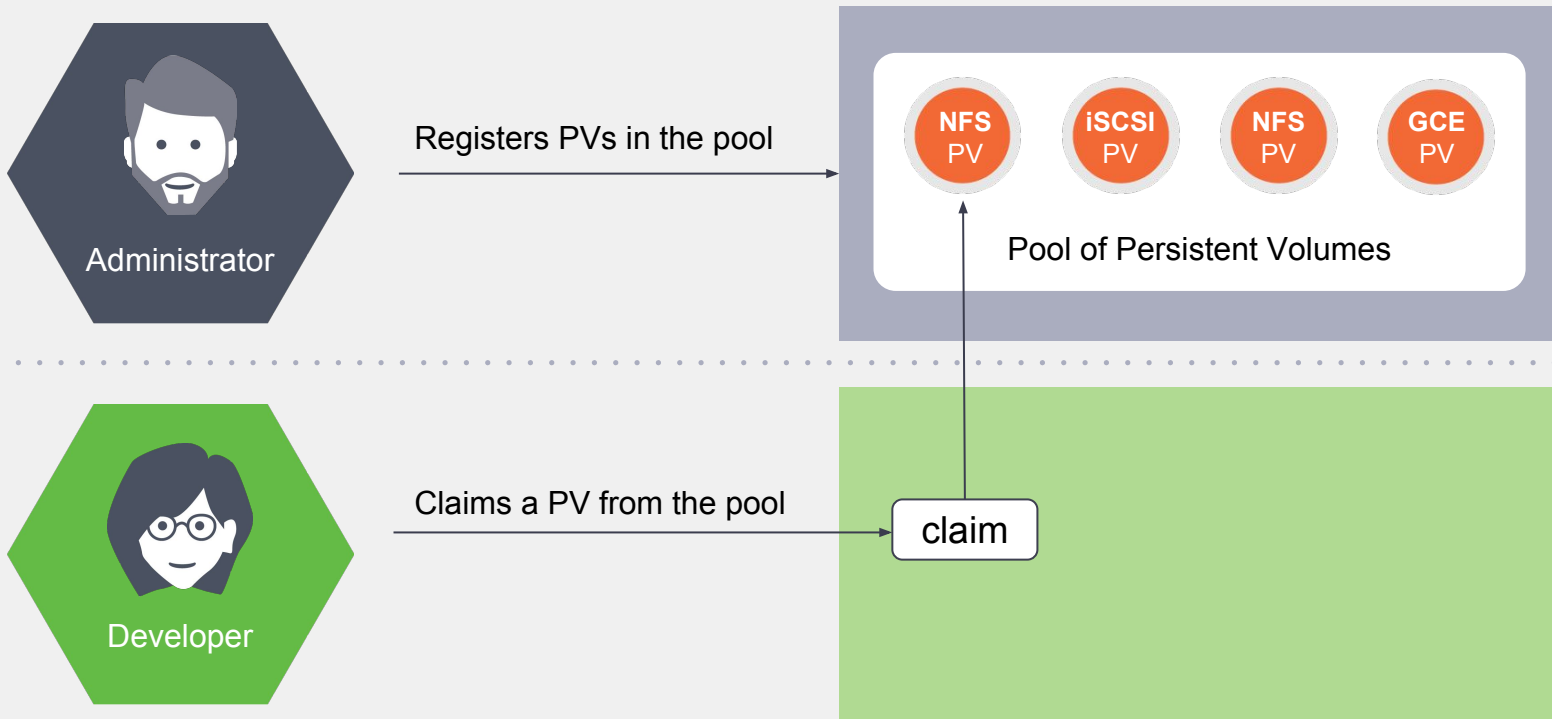 Administrator
Registers PVs in the pool
NFS
PV
iSCSI
PV
NFS
PV
GCE
PV
Pool of Persistent Volumes
Developer
Claims a PV from the pool
claim